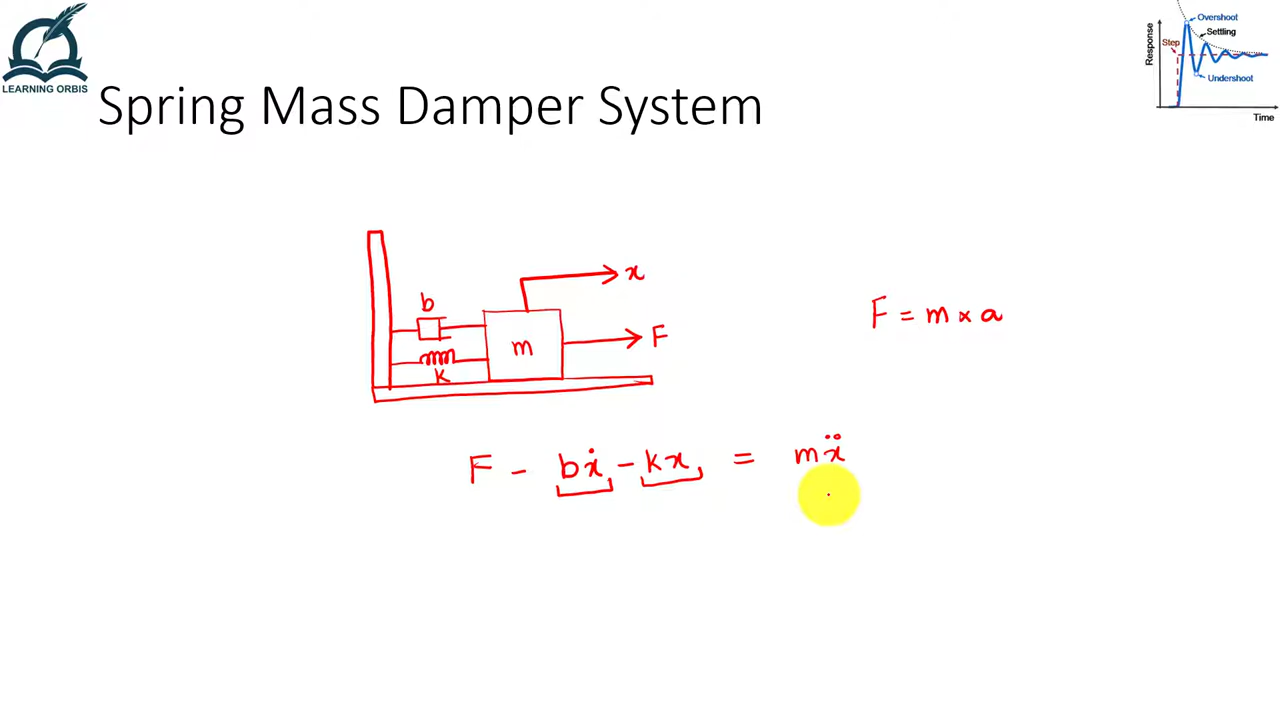 LEARNING ORBIS
Spring Mass Damper System
Overshoot
Settling
Step
Undershoot
Response
Time
x
b
F
m
k
F = m × a
F - bẋ - kx = mẍ